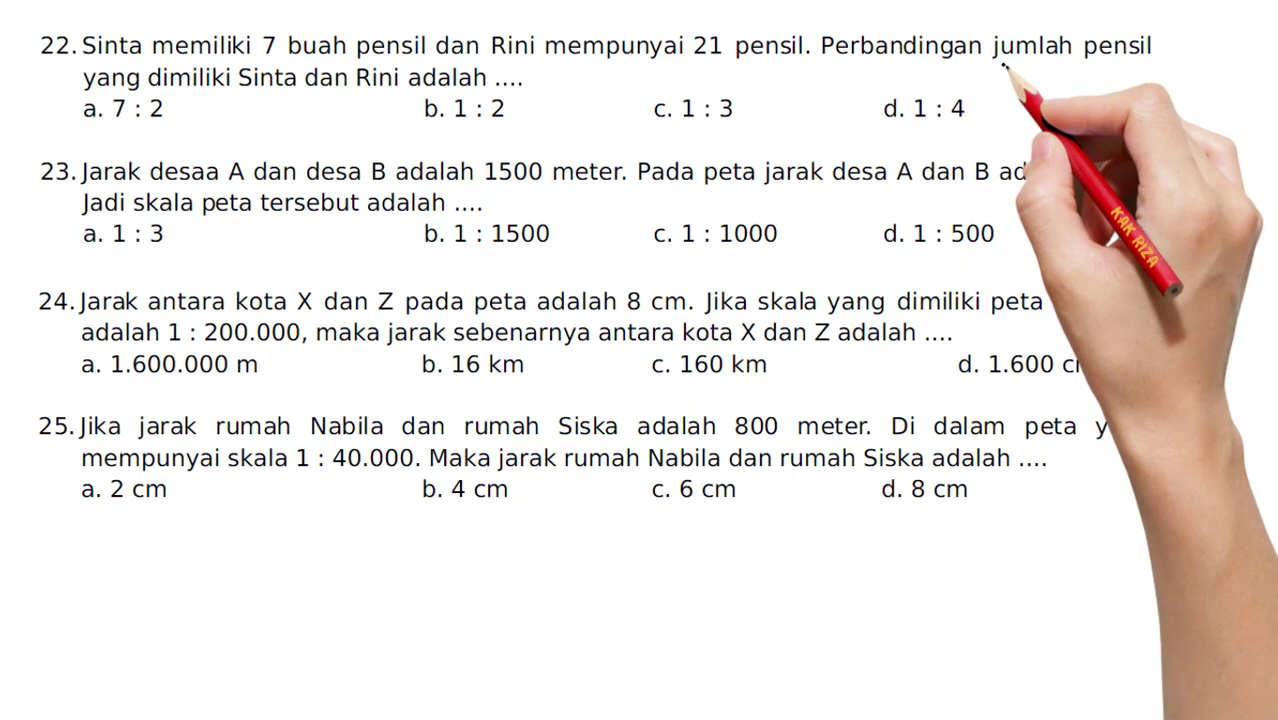 22. Sinta memiliki 7 buah pensil dan Rini mempunyai 21 pensil. Perbandingan jumlah pensil
yang dimiliki Sinta dan Rini adalah ....
a. 7 : 2 b. 1 : 2 c. 1 : 3 d. 1 : 4
23. Jarak desaa A dan desa B adalah 1500 meter. Pada peta jarak desa A dan B
Jadi skala peta tersebut adalah ....
a. 1 : 3 b. 1 : 1500 c. 1 : 1000 d. 1 : 500
24. Jarak antara kota X dan Z pada peta adalah 8 cm. Jika skala yang dimiliki peta
adalah 1 : 200.000, maka jarak sebenarnya antara kota X dan Z adalah ....
a. 1.600.000 m b. 16 km c. 160 km d. 1.600
25. Jika jarak rumah Nabila dan rumah Siska adalah 800 meter. Di dalam peta
mempunyai skala 1 : 40.000. Maka jarak rumah Nabila dan rumah Siska adalah ....
a. 2 cm b. 4 cm c. 6 cm d. 8 cm
KAK RIZA